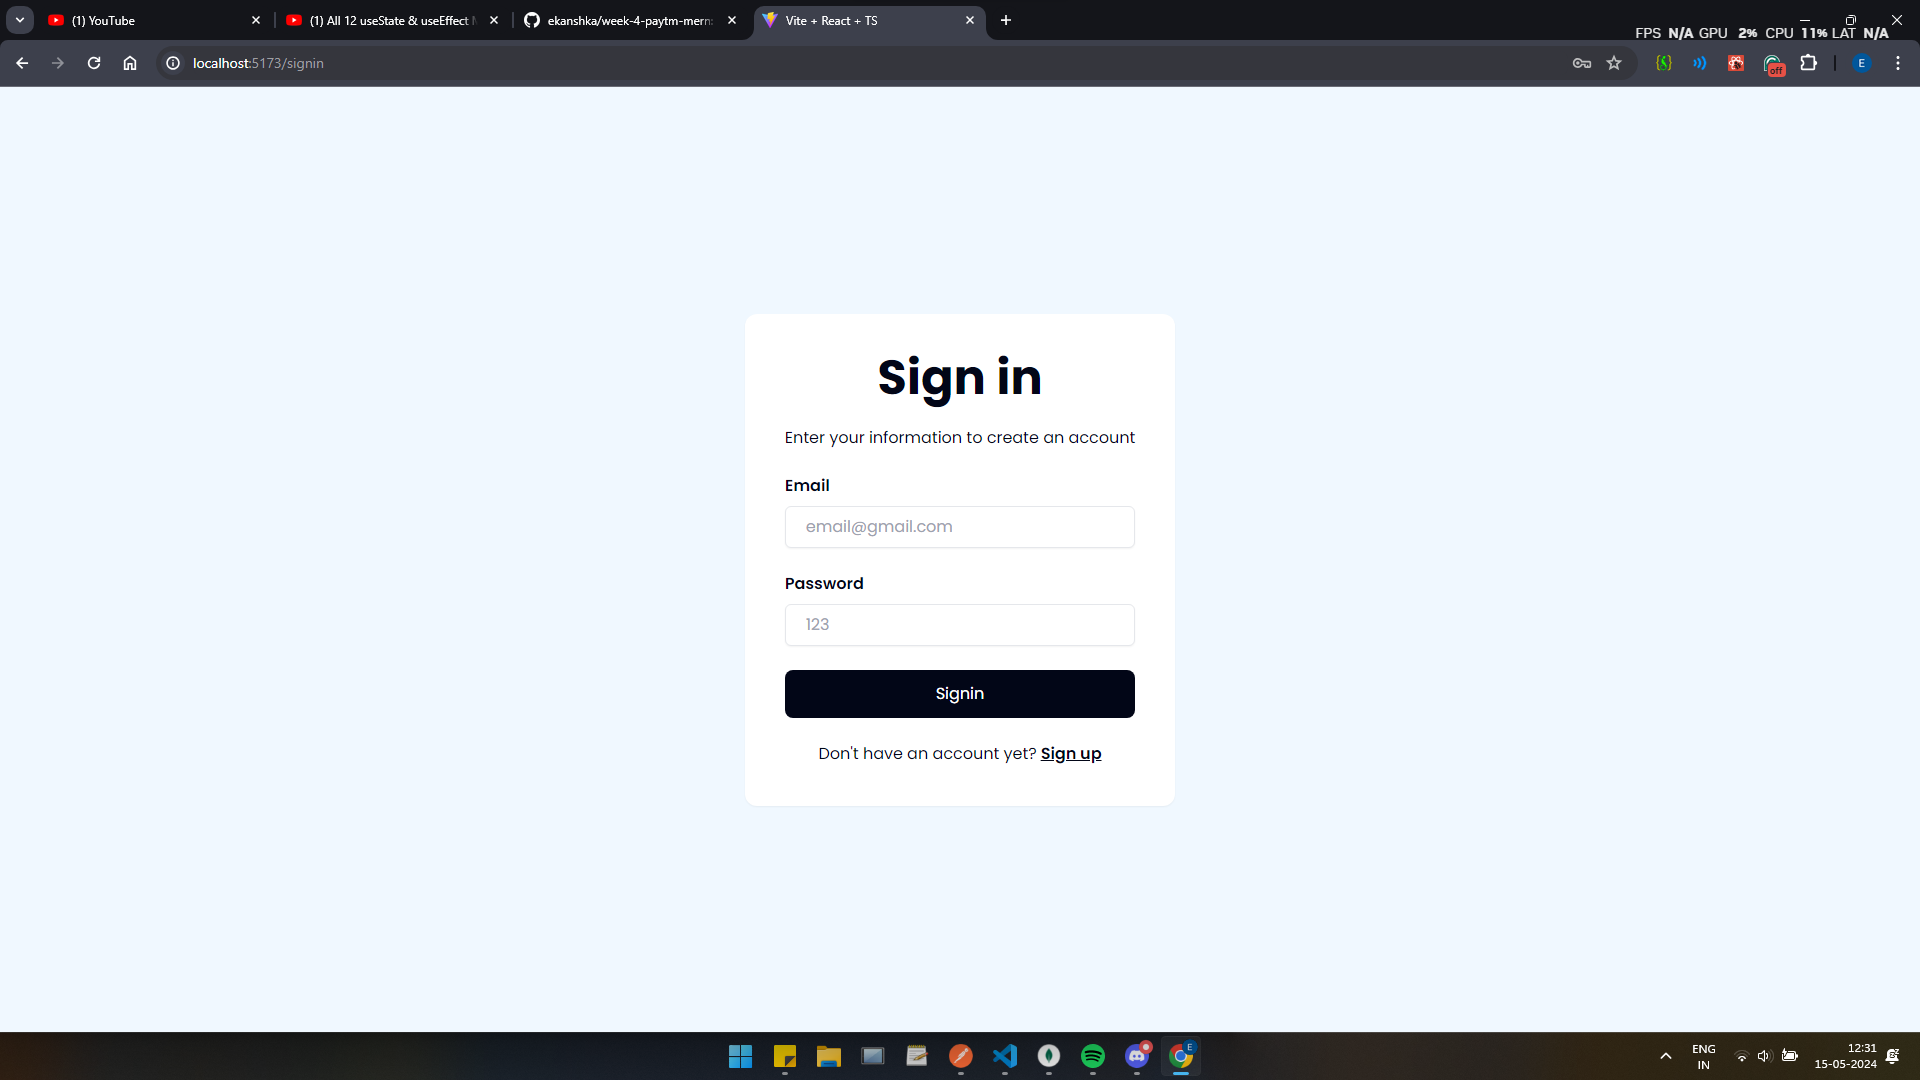 (1) YouTube
(1) All 12 useState & useEffect
ekanshka/week-4-paytm-mern
Vite + React + TS
FPS N/A GPU 2% CPU 11% LAT N/A
localhost:5173/signin
off
E
Sign in
Enter your information to create an account
Email
email@gmail.com
Password
123
Signin
Don't have an account yet? Sign up
E
ENG
IN
12:31
15-05-2024